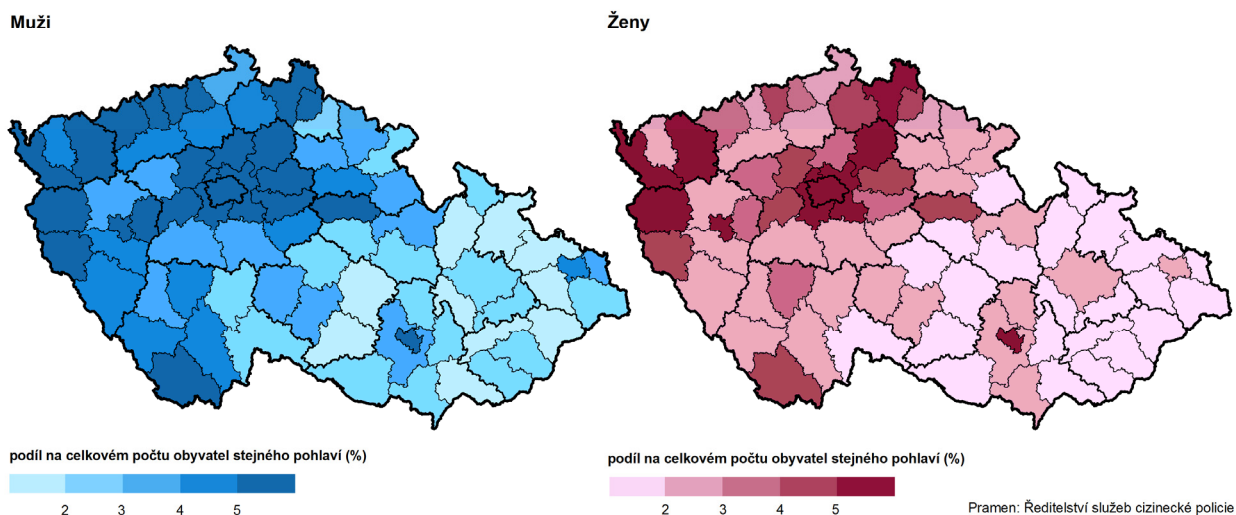 Muži
Ženy
podíl na celkovém počtu obyvatel stejného pohlaví (%)
2 3 4 5
podíl na celkovém počtu obyvatel stejného pohlaví (%)
2 3 4 5
Pramen: Ředitelství služeb cizinecké policie